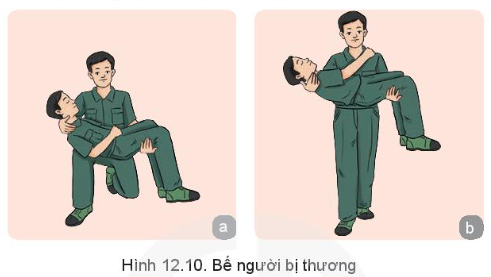 a
b
Hình 12.10. Bế người bị thương